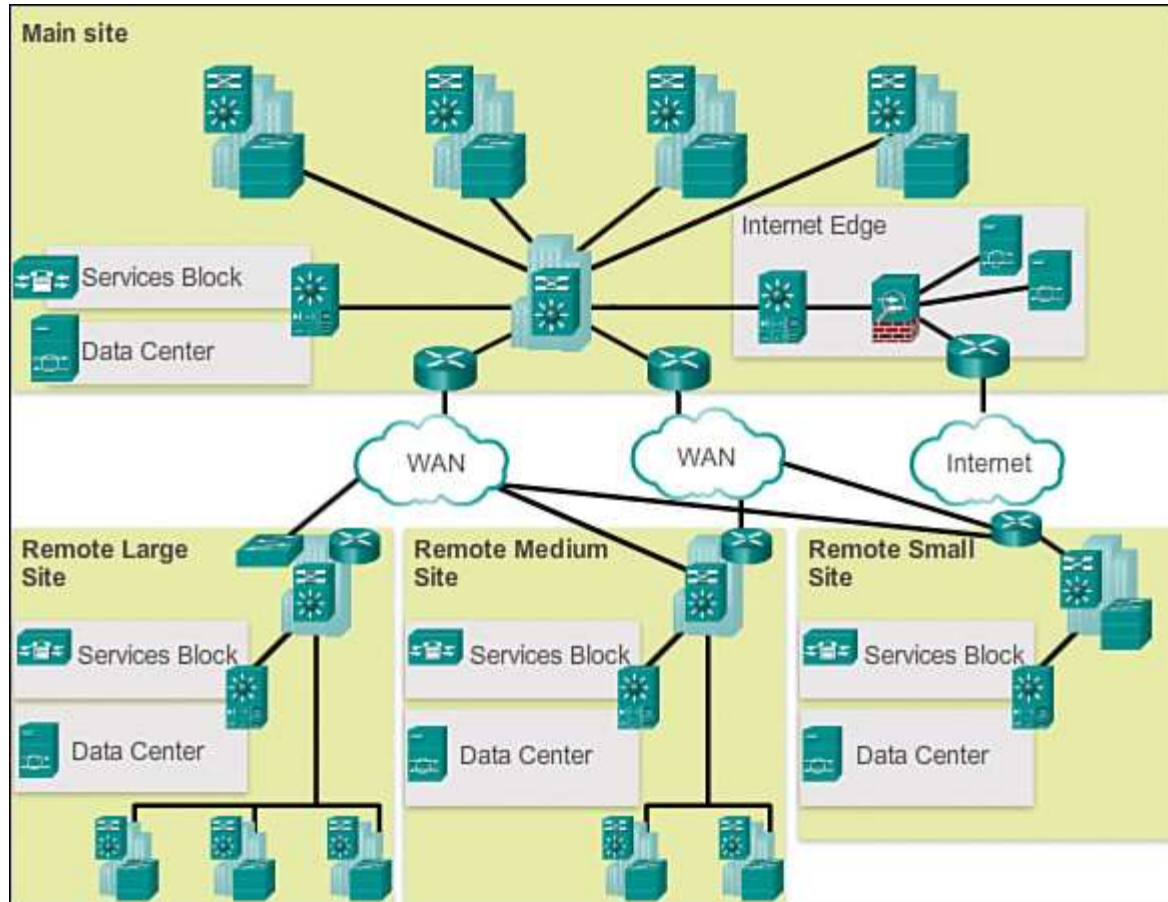 Main site
Internet Edge
Services Block
Data Center
WAN
WAN
Internet
Remote Large
Site
Services Block
Data Center
Remote Medium
Site
Services Block
Data Center
Remote Small
Site
Services Block
Data Center